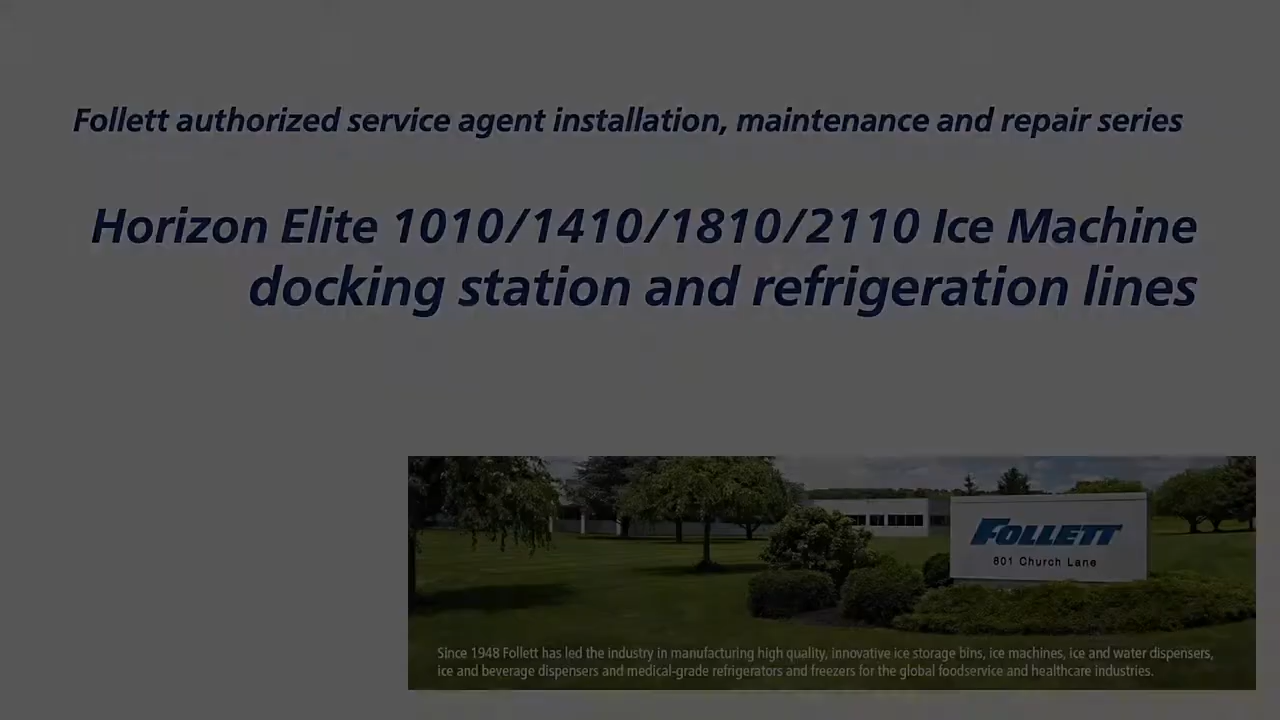 Follett authorized service agent installation, maintenance and repair series
Horizon Elite 1010/1410/1810/2110 Ice Machine
docking station and refrigeration lines
FOLLETT
801 Church Lane
Since 1948 Follett has led the industry in manufacturing high quality, innovative ice storage bins, ice machines, ice and water dispensers,
ice and beverage dispensers and medical-grade refrigerators and freezers for the global foodservice and healthcare industries.